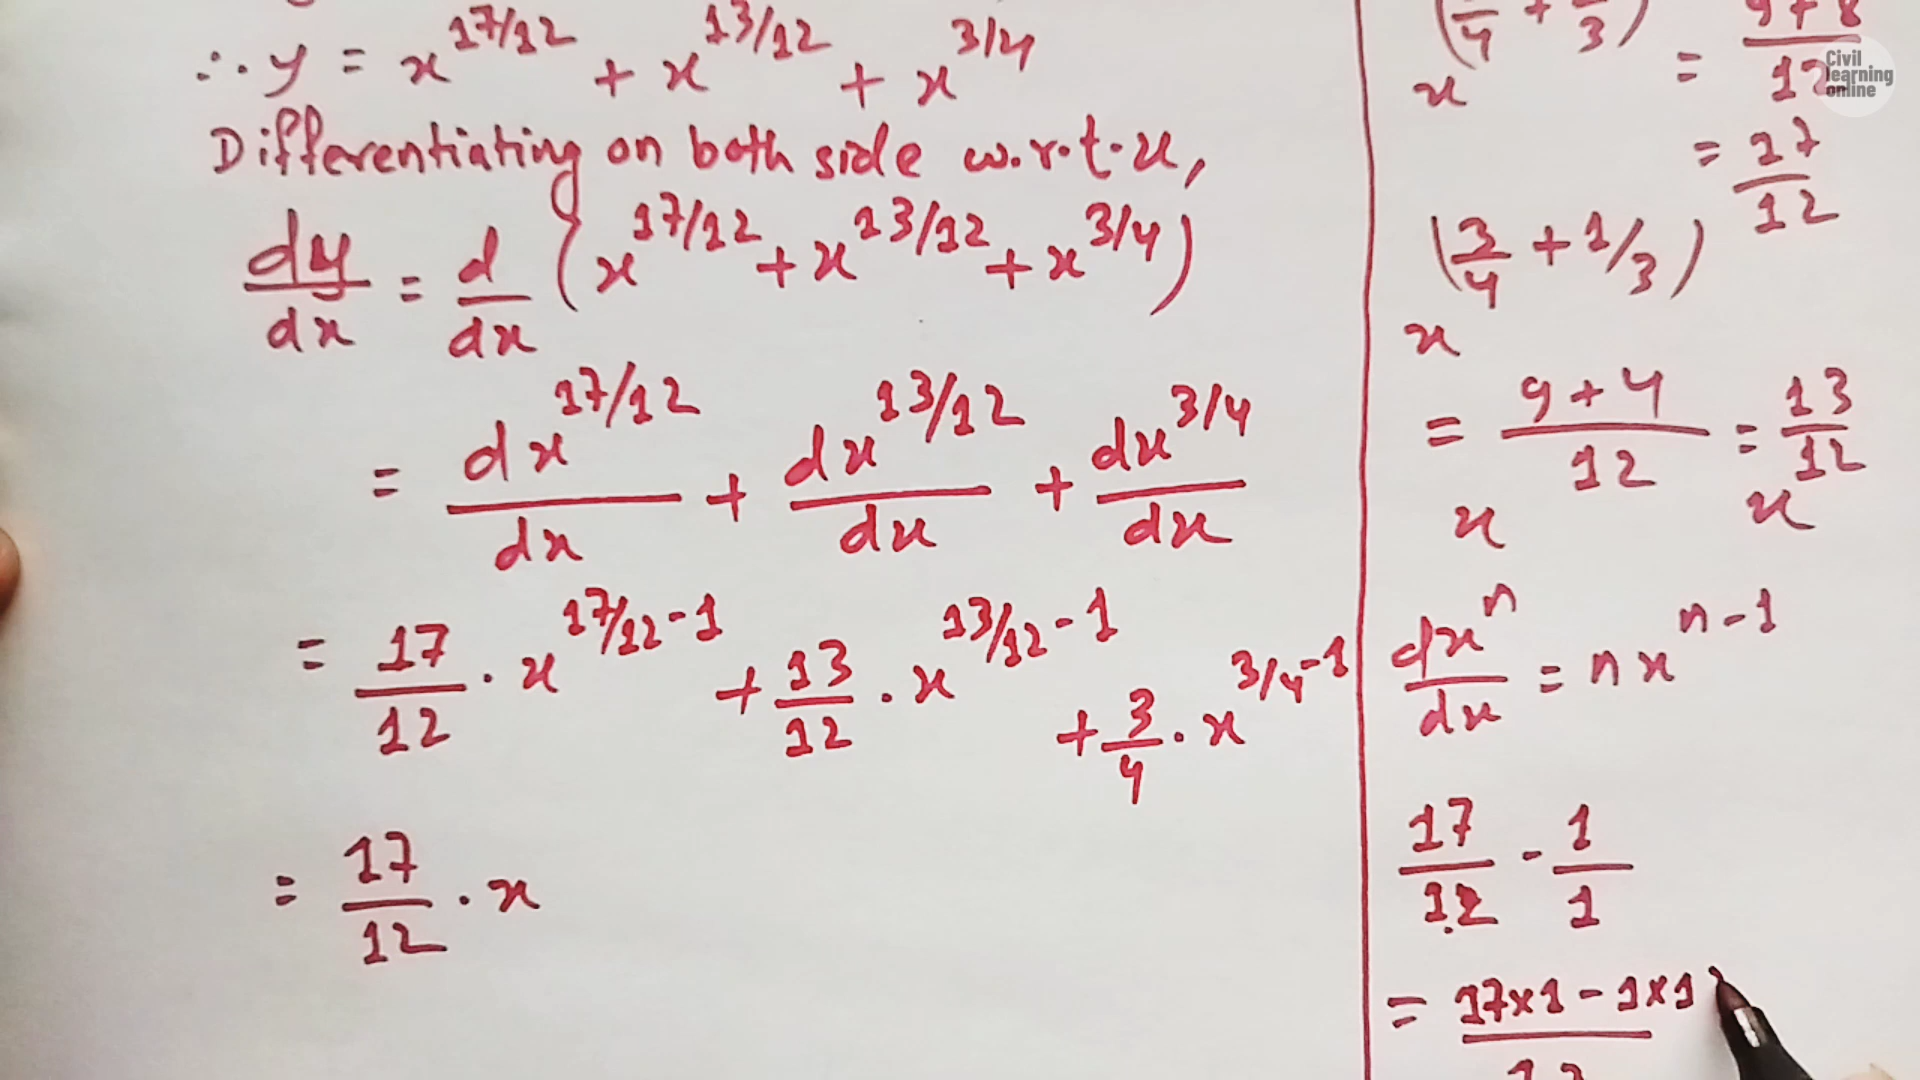 ∴ y = x^17/12 + x^13/12 + x^3/4
Differentiating on both side w.r.t. x,
dy/dx = d/dx (x^17/12 + x^13/12 + x^3/4)
= dx^17/12/dx + dx^13/12/dx + dx^3/4/dx
= 17/12 . x^17/12-1 + 13/12 . x^13/12-1 + 3/4 . x^3/4-1
= 17/12 . x
= 9+8/12
= 17/12
x^(3/4 + 1/3)
= x^9+4/12 = x^13/12
dx^n/dx = nx^n-1
17/12 - 1/1
= 17×1 - 1×1
Civil
learning
online